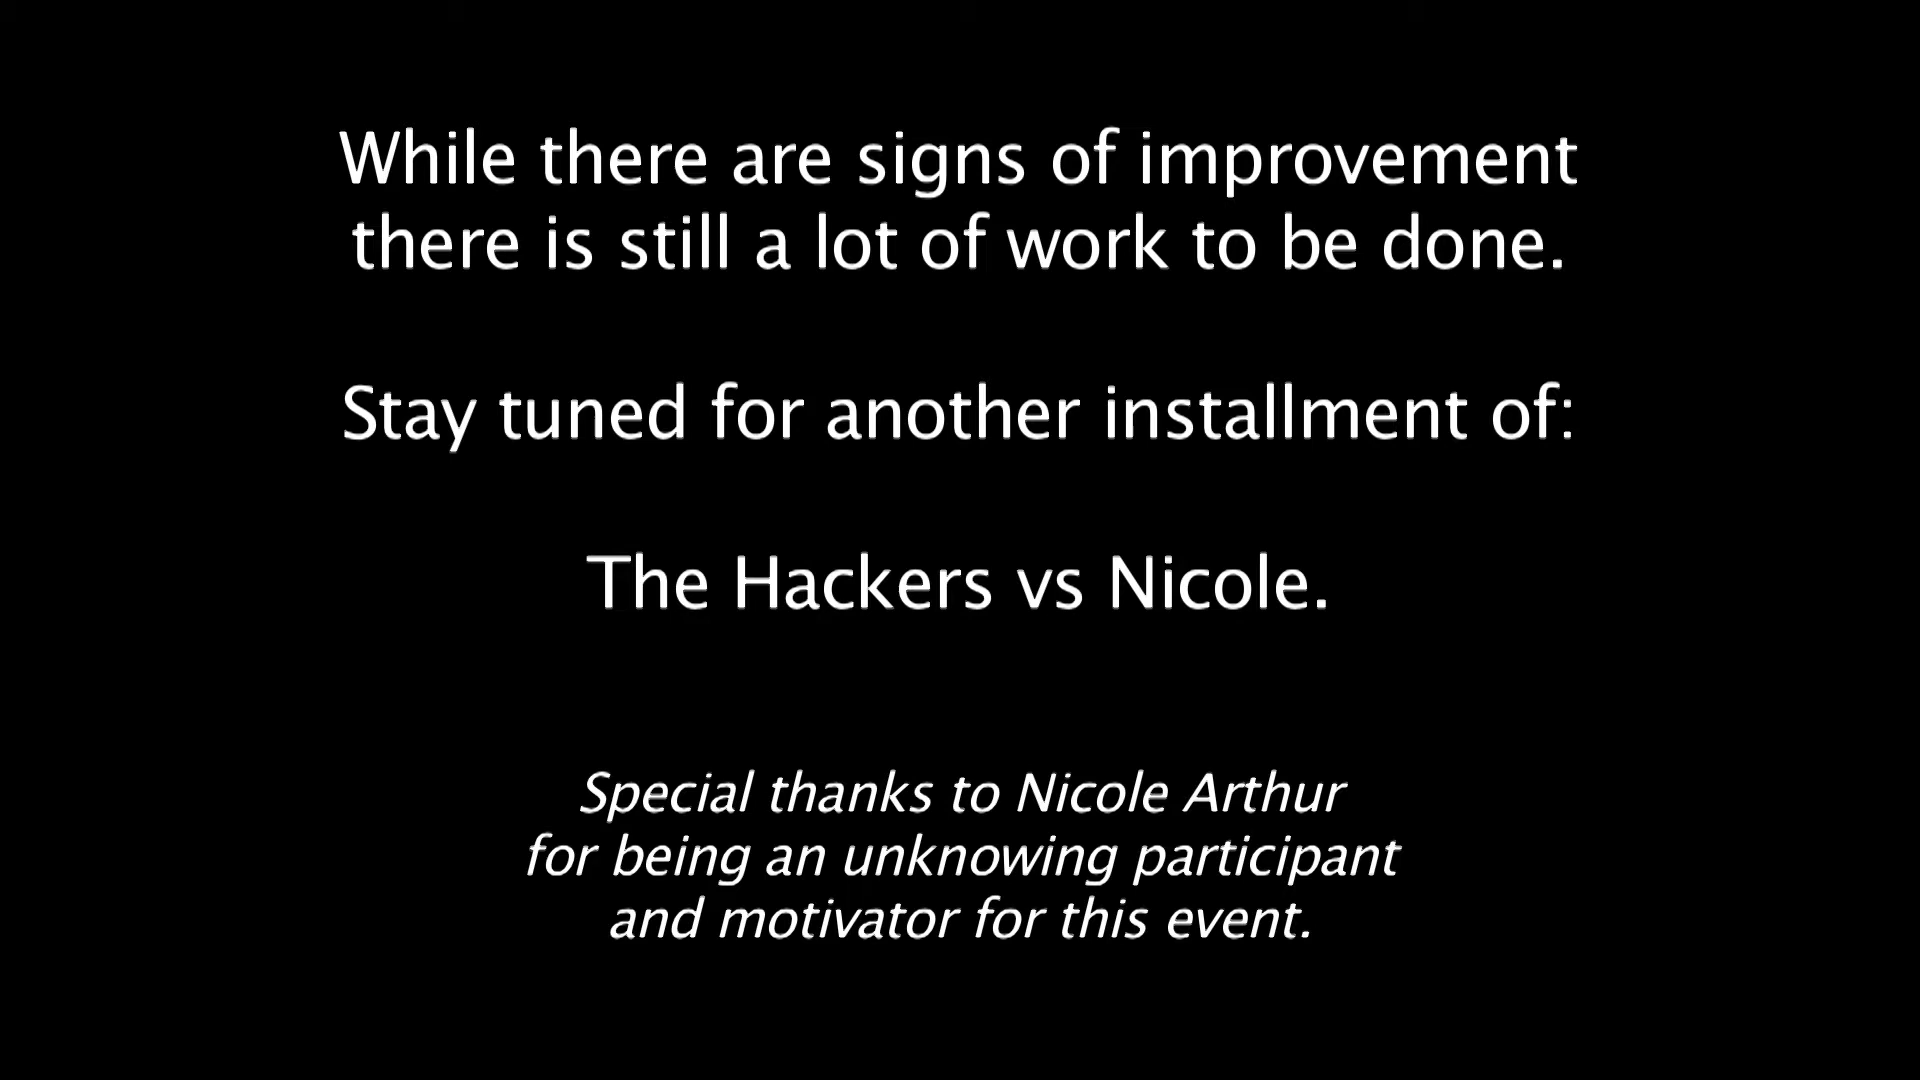 While there are signs of improvement
there is still a lot of work to be done.
Stay tuned for another installment of:
The Hackers vs Nicole.
Special thanks to Nicole Arthur
for being an unknowing participant
and motivator for this event.